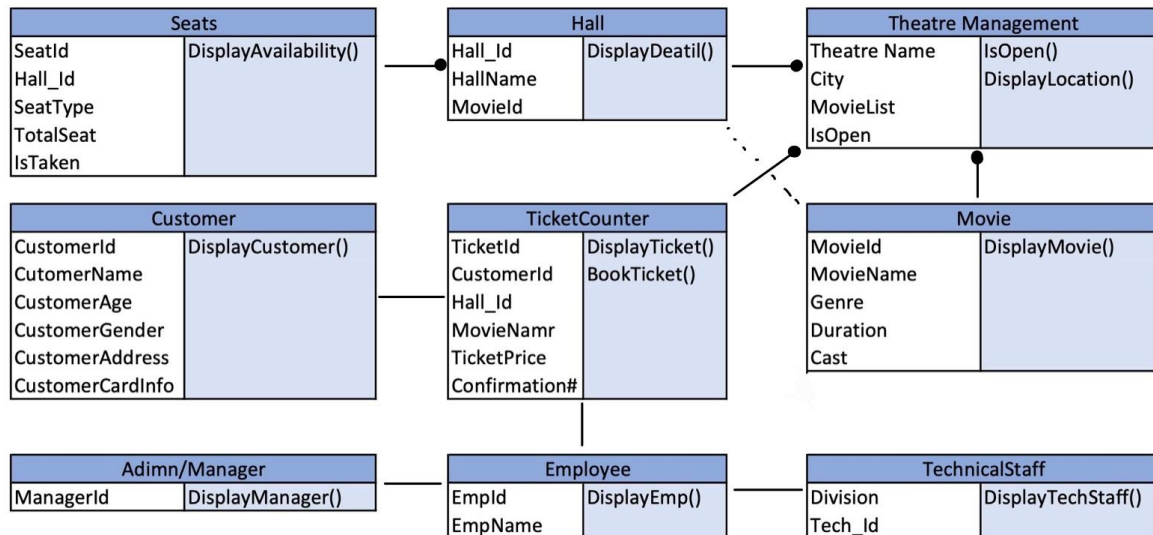 Seats
SeatId
DisplayAvailability()
Hall_Id
SeatType
TotalSeat
IsTaken
Hall
Hall_Id
DisplayDeatil()
HallName
MovieId
Theatre Management
Theatre Name
IsOpen()
City
DisplayLocation()
MovieList
IsOpen
Customer
CustomerId
DisplayCustomer()
CutomerName
CustomerAge
CustomerGender
CustomerAddress
CustomerCardInfo
TicketCounter
TicketId
DisplayTicket()
CustomerId
BookTicket()
Hall_Id
MovieNamr
TicketPrice
Confirmation#
Movie
MovieId
DisplayMovie()
MovieName
Genre
Duration
Cast
Adimn/Manager
ManagerId
DisplayManager()
Employee
EmpId
DisplayEmp()
EmpName
TechnicalStaff
Division
DisplayTechStaff()
Tech_Id